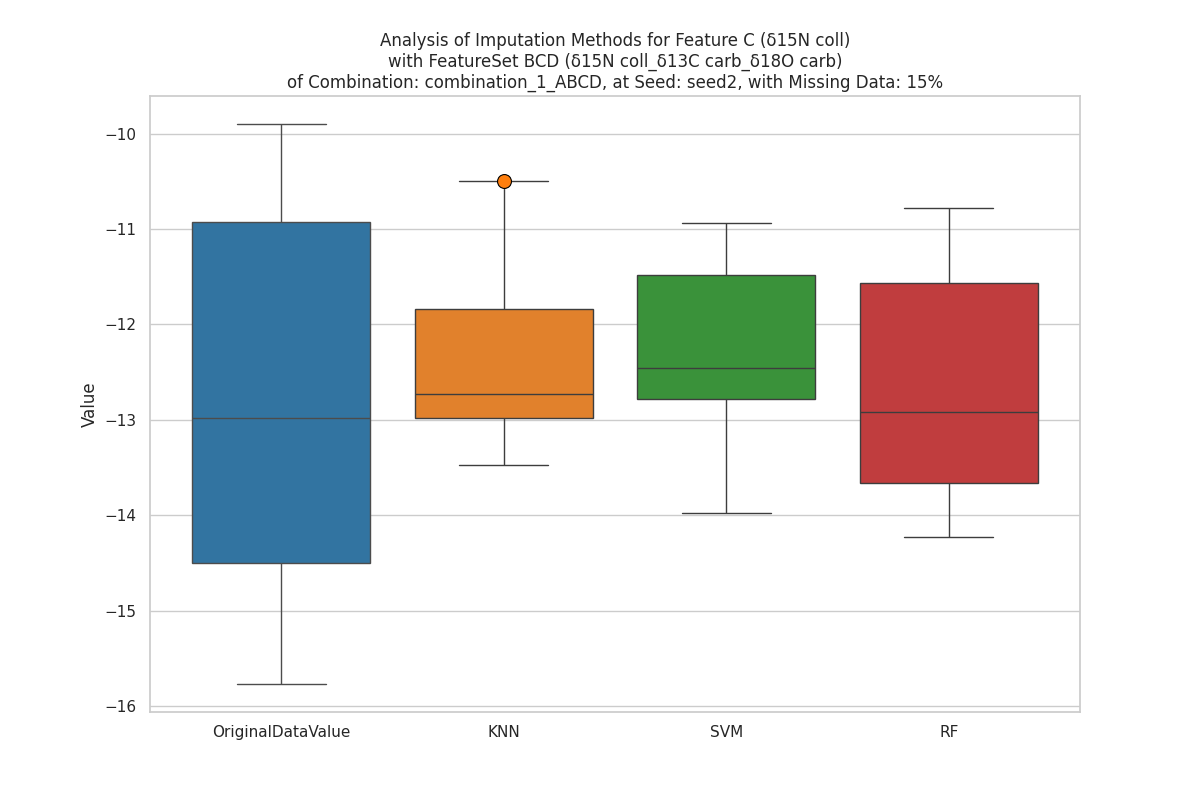 Analysis of Imputation Methods for Feature C (δ15N coll)
with FeatureSet BCD (δ15N coll_δ13C carb_δ18O carb)
of Combination: combination_1_ABCD, at Seed: seed2, with Missing Data: 15%
Value
−10
−11
−12
−13
−14
−15
−16
OriginalDataValue
KNN
SVM
RF